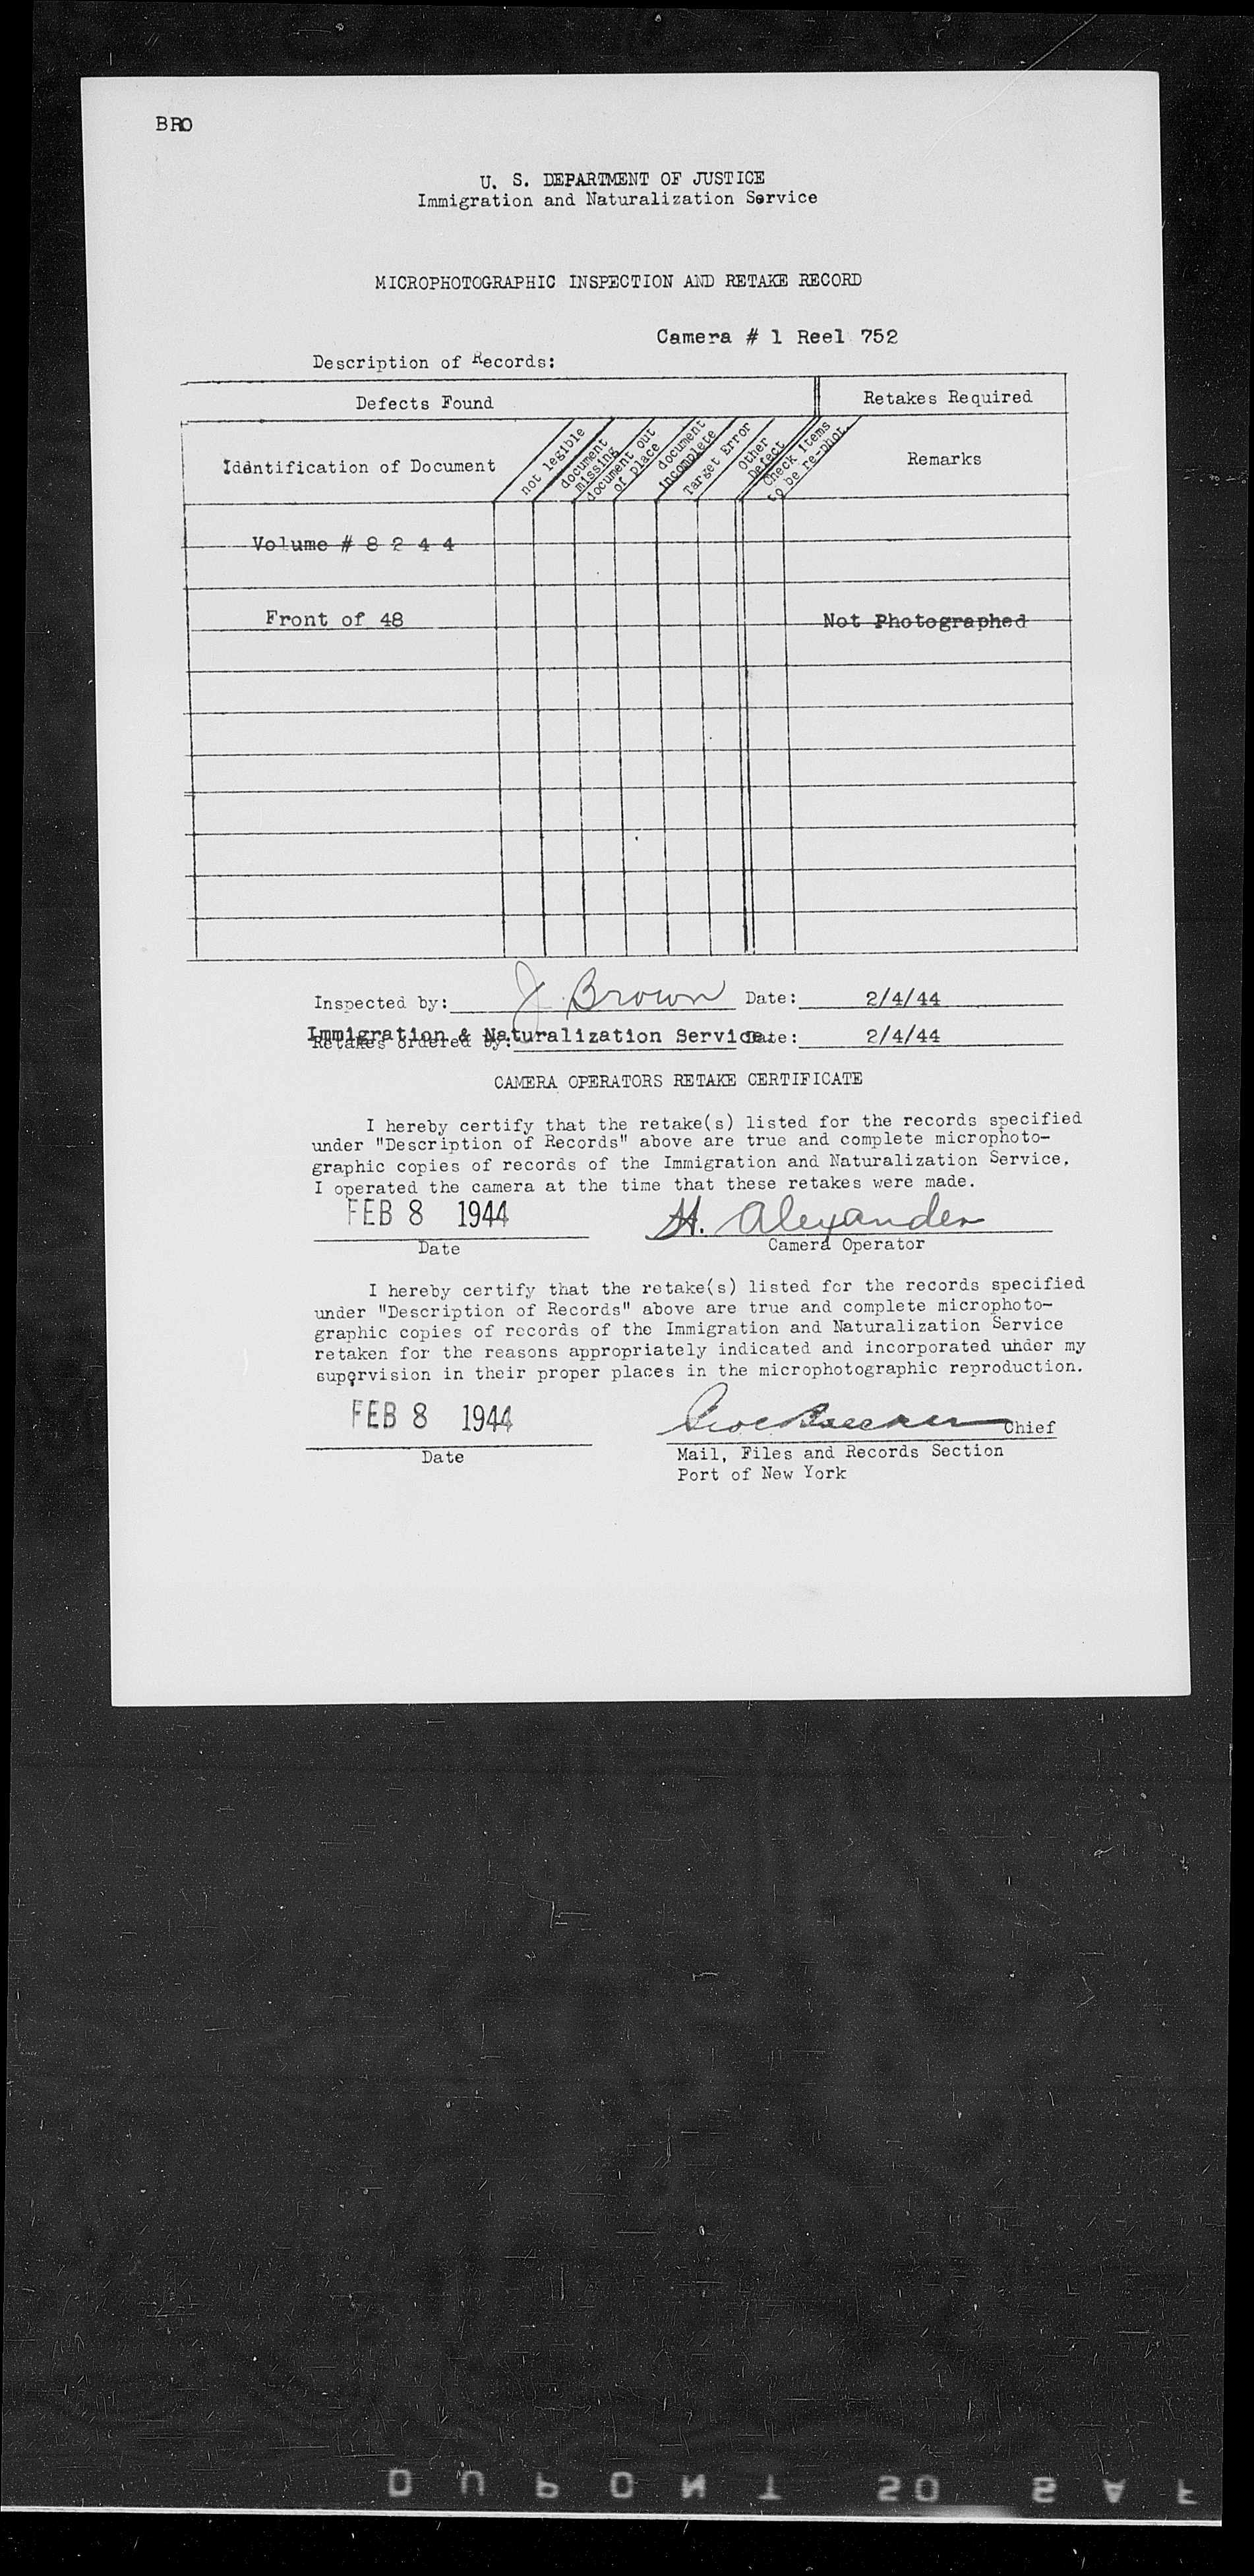 BRO
U. S. DEPARTMENT OF JUSTICE
Immigration and Naturalization Service
MICROPHOTOGRAPHIC INSPECTION AND RETAKE RECORD
Camera # 1 Reel 752
Description of Records:
Defects Found
Retakes Required
Identification of Document
not legible
document
missing
document out
of place
document
incomplete
Target Error
Other
Defect
Check Items
to be re-phot.
Remarks
Volume # 8 2 4 4
Front of 48
Not Photographed
Inspected by: J. Brown Date: 2/4/44
Immigration & Naturalization Service.
Retakes ordered by: Date: 2/4/44
CAMERA OPERATORS RETAKE CERTIFICATE
I hereby certify that the retake(s) listed for the records specified
under "Description of Records" above are true and complete microphoto-
graphic copies of records of the Immigration and Naturalization Service.
I operated the camera at the time that these retakes were made.
FEB 8 1944
H. Alexander
Date
Camera Operator
I hereby certify that the retake(s) listed for the records specified
under "Description of Records" above are true and complete microphoto-
graphic copies of records of the Immigration and Naturalization Service
retaken for the reasons appropriately indicated and incorporated under my
supervision in their proper places in the microphotographic reproduction.
FEB 8 1944
Chief
Date
Mail, Files and Records Section
Port of New York
DUPONT 50 SAF